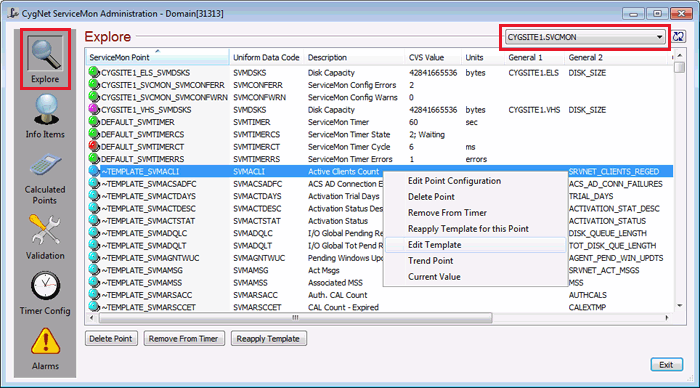 CygNet ServiceMon Administration - Domain[31313]
Explore
Info Items
Calculated
Points
Validation
Timer Config
Alarms
Explore
CYGSITE1.SVCMON
ServiceMon Point Uniform Data Code Description CVS Value Units General 1 General 2
CYGSITE1_ELS_SVMDSKS SVMDSKS Disk Capacity 42841665536 bytes CYGSITE1.ELS DISK_SIZE
CYGSITE1_SVCMON_SVMCONFERR SVMCONFERR ServiceMon Config Errors 2
CYGSITE1_SVCMON_SVMCONFWRN SVMCONFWRN ServiceMon Config Warns 0
CYGSITE1_VHS_SVMDSKS SVMDSKS Disk Capacity 42841665536 bytes CYGSITE1.VHS DISK_SIZE
DEFAULT_SVMTIMER SVMTIMER ServiceMon Timer 60 sec
DEFAULT_SVMTIMERCS SVMTIMERCS ServiceMon Timer State 2; Waiting
DEFAULT_SVMTIMERCT SVMTIMERCT ServiceMon Timer Cycle 6 ms
DEFAULT_SVMTIMERRS SVMTIMERRS ServiceMon Timer Errors 1 errors
~TEMPLATE_SVMACLI SVMACLI Active Clients Count SRVNET_CLIENTS_REGED
~TEMPLATE_SVMACSADFC SVMACSADFC ACS AD Connection E ACS_AD_CONN_FAILURES
~TEMPLATE_SVMACTDAYS SVMACTDAYS Activation Trial Days TRIAL_DAYS
~TEMPLATE_SVMACTDESC SVMACTDESC Activation Status Des ACTIVATION_STAT_DESC
~TEMPLATE_SVMACTSTAT SVMACTSTAT Activation Status ACTIVATION_STATUS
~TEMPLATE_SVMADQL SVMADQL I/O Global Pending Re DISK_QUEUE_LENGTH
~TEMPLATE_SVMADQLT SVMADQLT I/O Global Tot Pend R TOT_DISK_QUE_LENGTH
~TEMPLATE_SVMAGNTWUC SVMAGNTWUC Pending Windows Up AGENT_PEND_WIN_UPDTS
~TEMPLATE_SVMAMSG SVMAMSG Act Msgs SRVNET_ACT_MSGS
~TEMPLATE_SVMAMSS SVMAMSS Associated MSS
~TEMPLATE_SVMARSACC SVMARSACC Auth. CAL Count AUTHCALS
~TEMPLATE_SVMARSCCET SVMARSCCET CAL Count - Expired CALEXTMP
Edit Point Configuration
Delete Point
Remove From Timer
Reapply Template for this Point
Edit Template
Trend Point
Current Value
Delete Point Remove From Timer Reapply Template
Exit